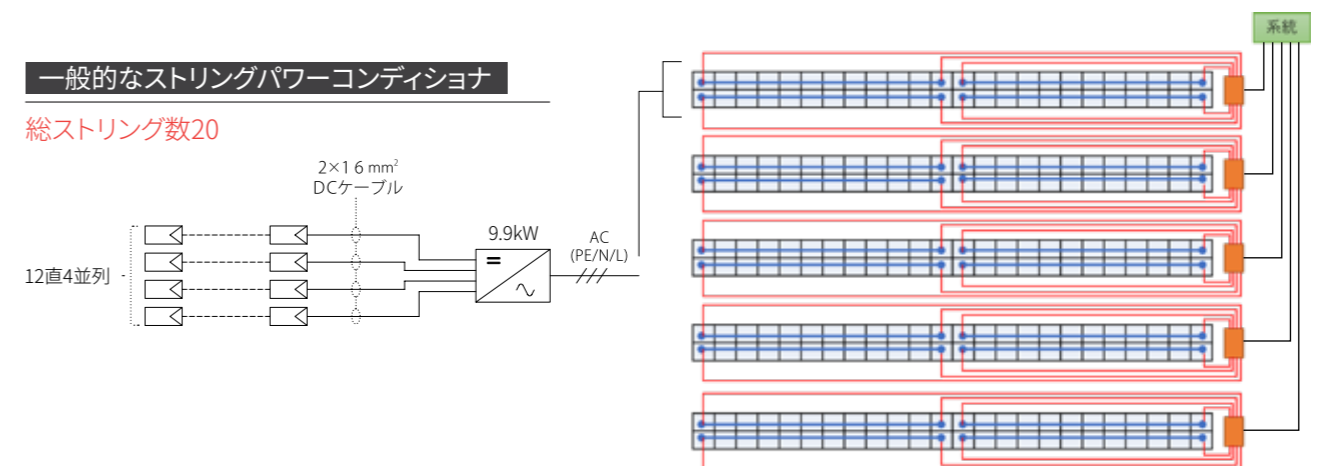 系統
一般的なストリングパワーコンディショナ
総ストリング数20
2×16mm²
DCケーブル
9.9kW
AC
(PE/N/L)
12直4並列